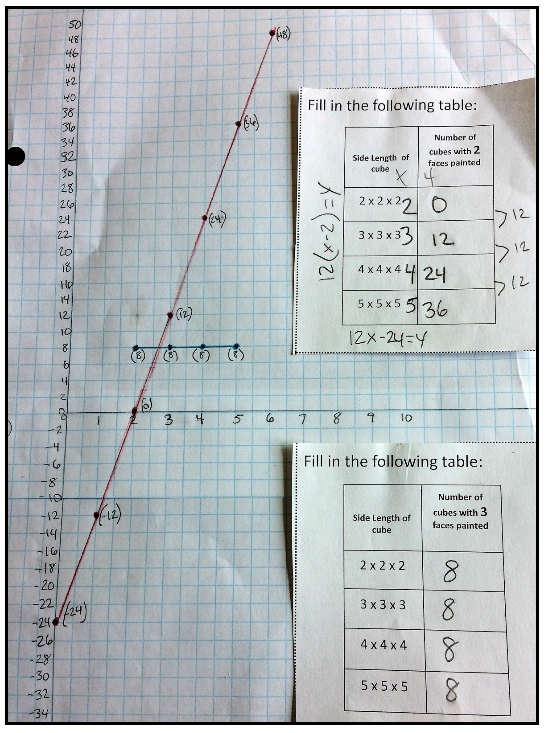 50
48
46
44
42
40
38
36
34
32
30
28
26
24
22
20
18
16
14
12
10
8
6
4
2
0
-2
-4
-6
-8
-10
-12
-14
-16
-18
-20
-22
-24
-26
-28
-30
-32
-34
1 2 3 4 5 6 7 8 9 10
(48)
(36)
(24)
(12)
(8) (8) (8) (8)
(0)
(-12)
(-24)
Fill in the following table:
Side Length of cube X
Number of cubes with 2 faces painted Y
2 x 2 x 2 2 0
3 x 3 x 3 3 12
4 x 4 x 4 4 24
5 x 5 x 5 5 36
12
12
12
12(x-2)=Y
12x-24=Y
Fill in the following table:
Side Length of cube
Number of cubes with 3 faces painted
2 x 2 x 2 8
3 x 3 x 3 8
4 x 4 x 4 8
5 x 5 x 5 8